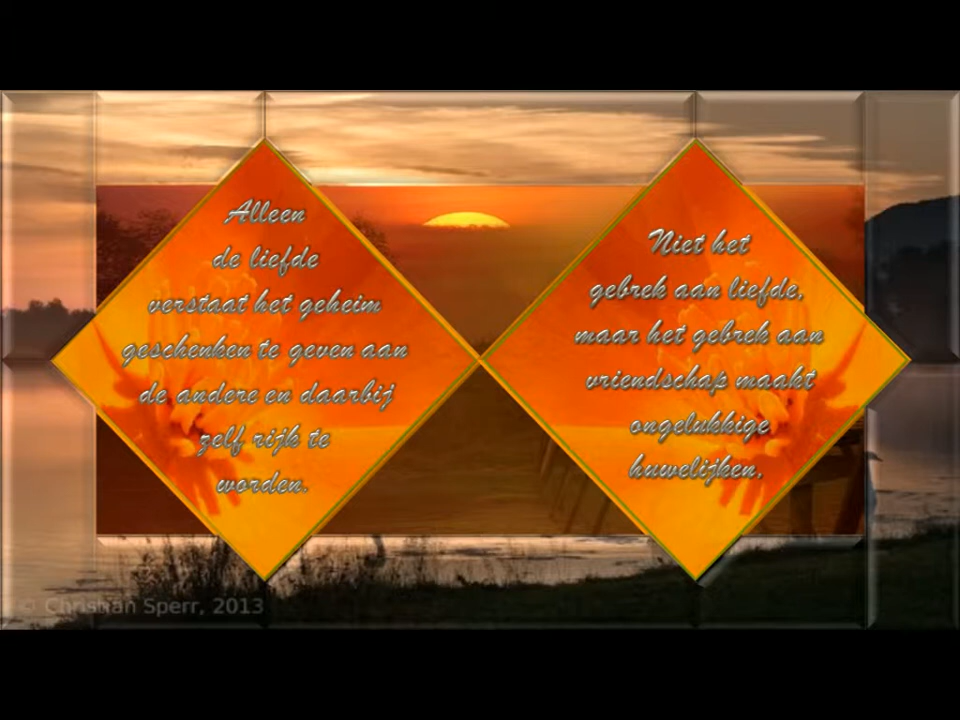 Alleen
de liefde
verstaat het geheim
geschenken te geven aan
de andere en daarbij
zelf rijk te
worden.
Niet het
gebrek aan liefde,
maar het gebrek aan
vriendschap maakt
ongelukkige
huwelijken.
© Christian Sperr, 2013